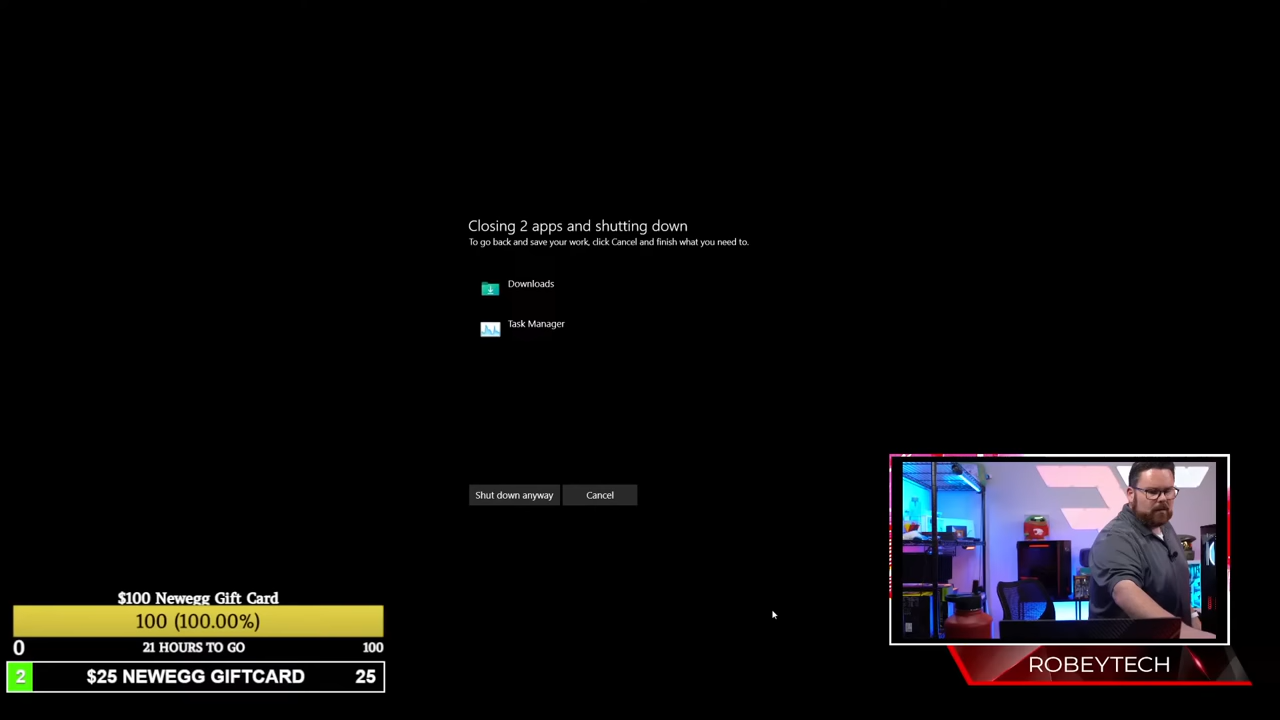 Closing 2 apps and shutting down
To go back and save your work, click Cancel and finish what you need to.
Downloads
Task Manager
Shut down anyway
Cancel
$100 Newegg Gift Card
100 (100.00%)
0 21 HOURS TO GO 100
2 $25 NEWEGG GIFTCARD 25
ROBEYTECH